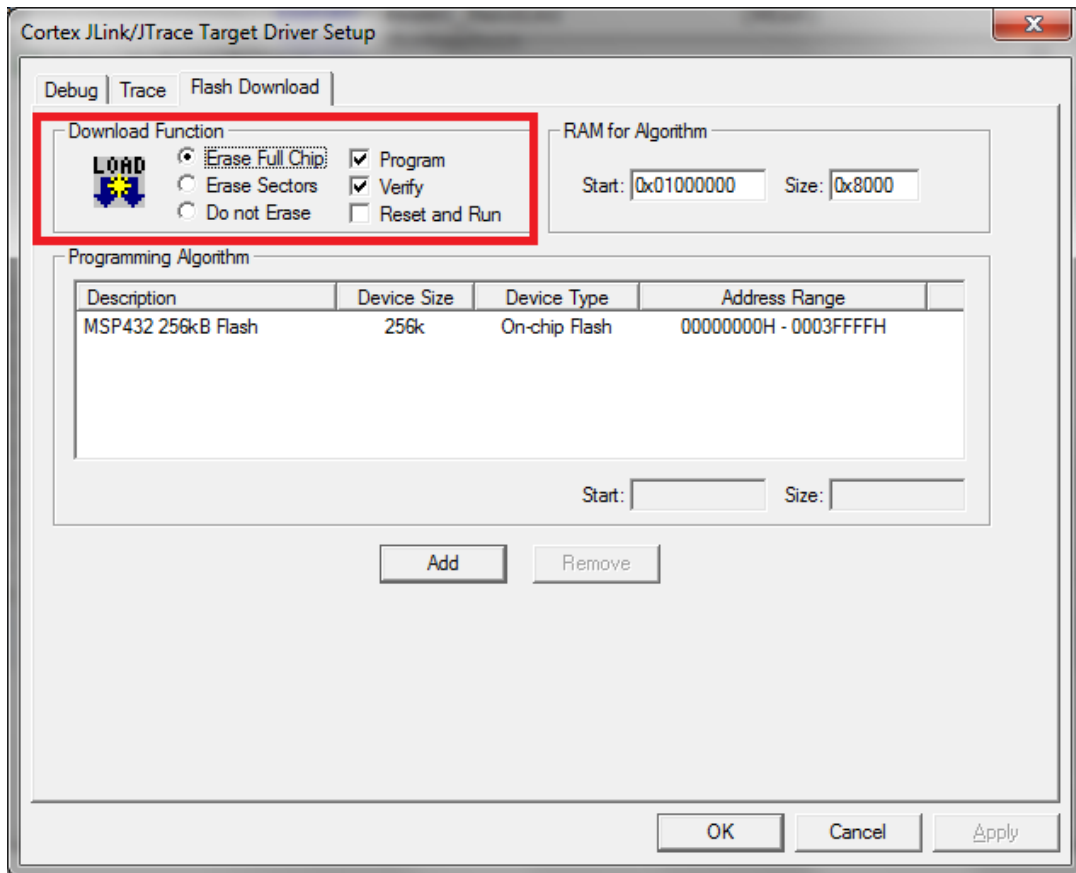 Cortex JLink/JTrace Target Driver Setup
Debug Trace Flash Download
Download Function
LOAD
Erase Full Chip Program
Erase Sectors Verify
Do not Erase Reset and Run
RAM for Algorithm
Start: 0x01000000 Size: 0x8000
Programming Algorithm
Description Device Size Device Type Address Range
MSP432 256kB Flash 256k On-chip Flash 00000000H - 0003FFFFH
Start: Size:
Add Remove
OK Cancel Apply